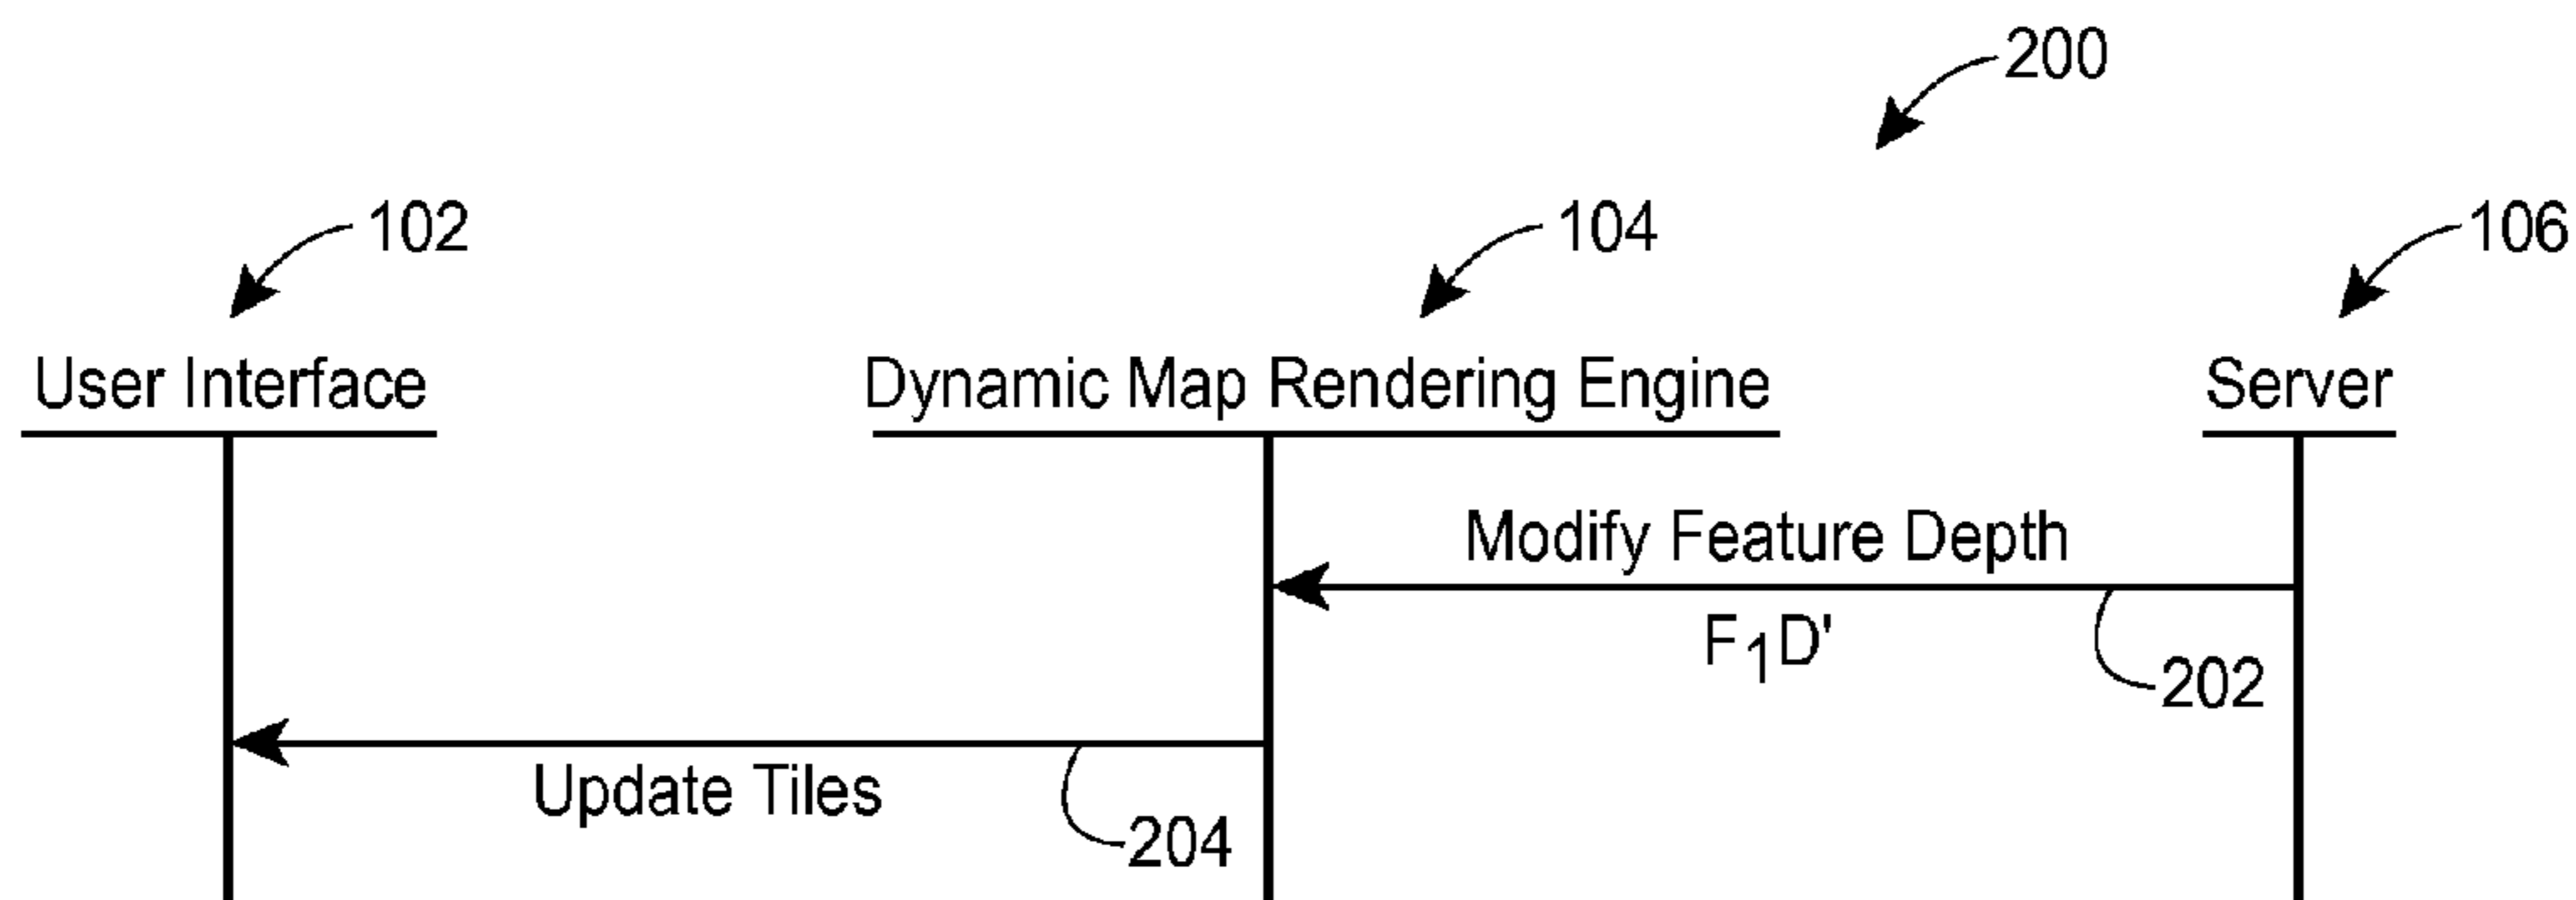 200
102
104
106
User Interface
Dynamic Map Rendering Engine
Server
Modify Feature Depth
F₁D'
202
Update Tiles
204